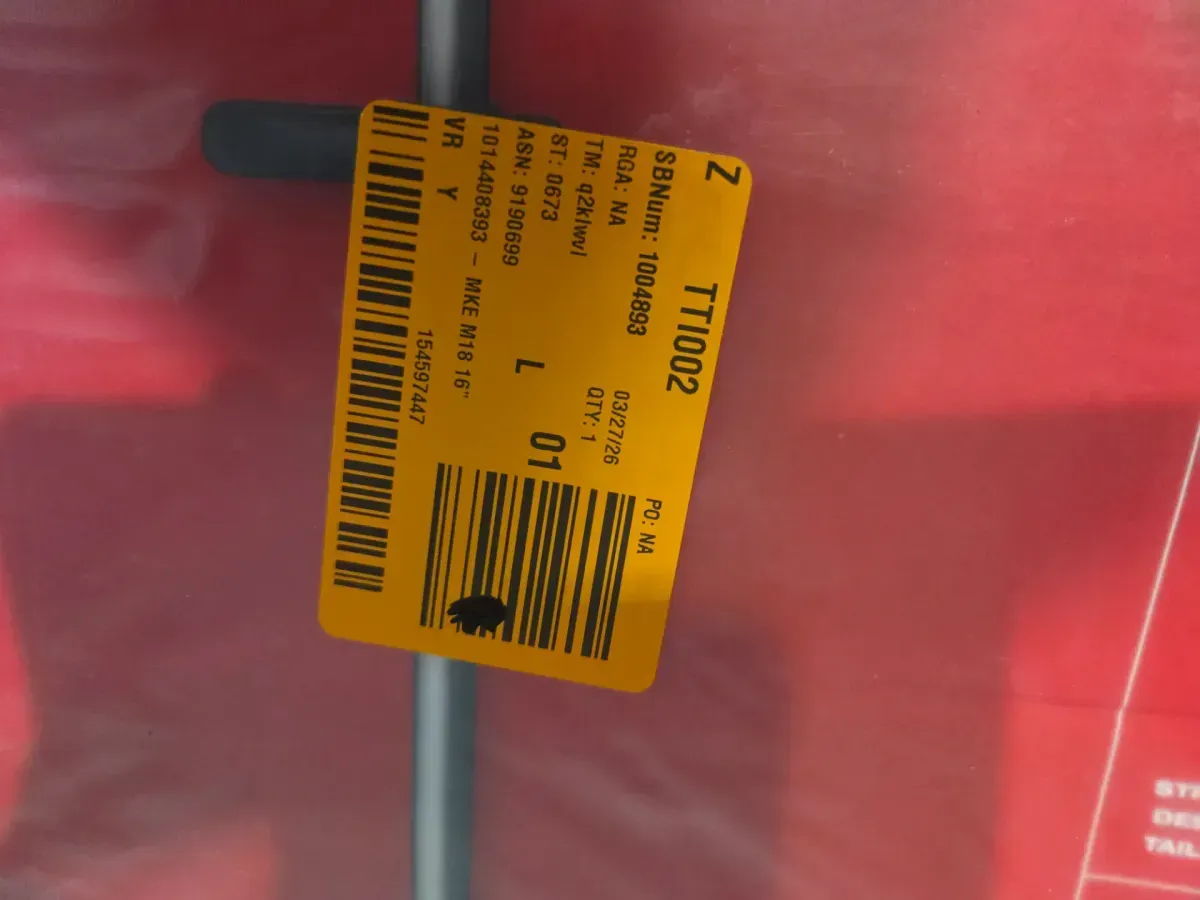 Z TTI002
SBNum: 1004893 PO: NA
RGA: NA 03/27/26
TM: q2klwvl QTY: 1
ST: 0673
ASN: 9190699 L 01
1014408393 - MKE M18 16"
VR Y 154597447